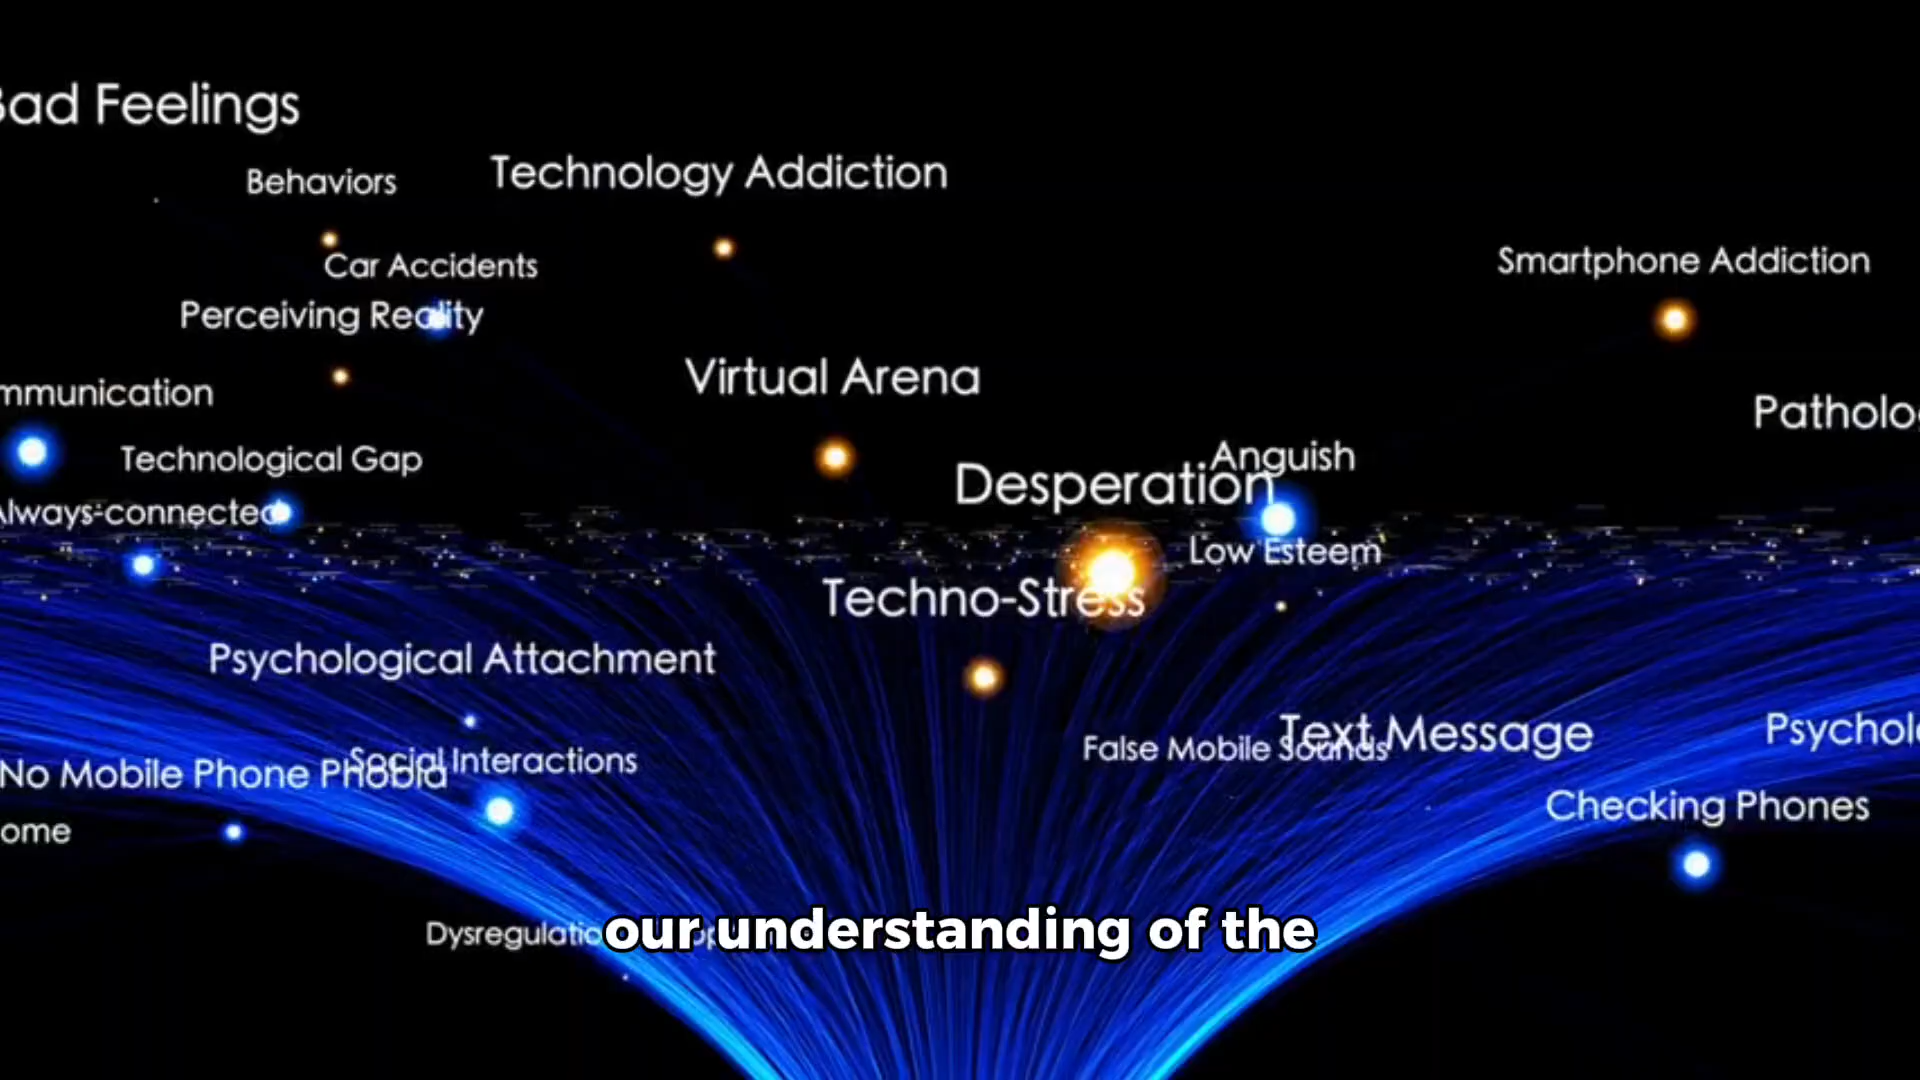 Bad Feelings
Technology Addiction
Behaviors
Car Accidents
Smartphone Addiction
Perceiving Reality
Virtual Arena
mmunication
Patholog
Technological Gap
Anguish
Desperation
Always-connected
Low Esteem
Techno-Stress
Psychological Attachment
Text Message
Psychol
False Mobile Sounds
Social Interactions
No Mobile Phone Phobia
Checking Phones
ome
our understanding of the